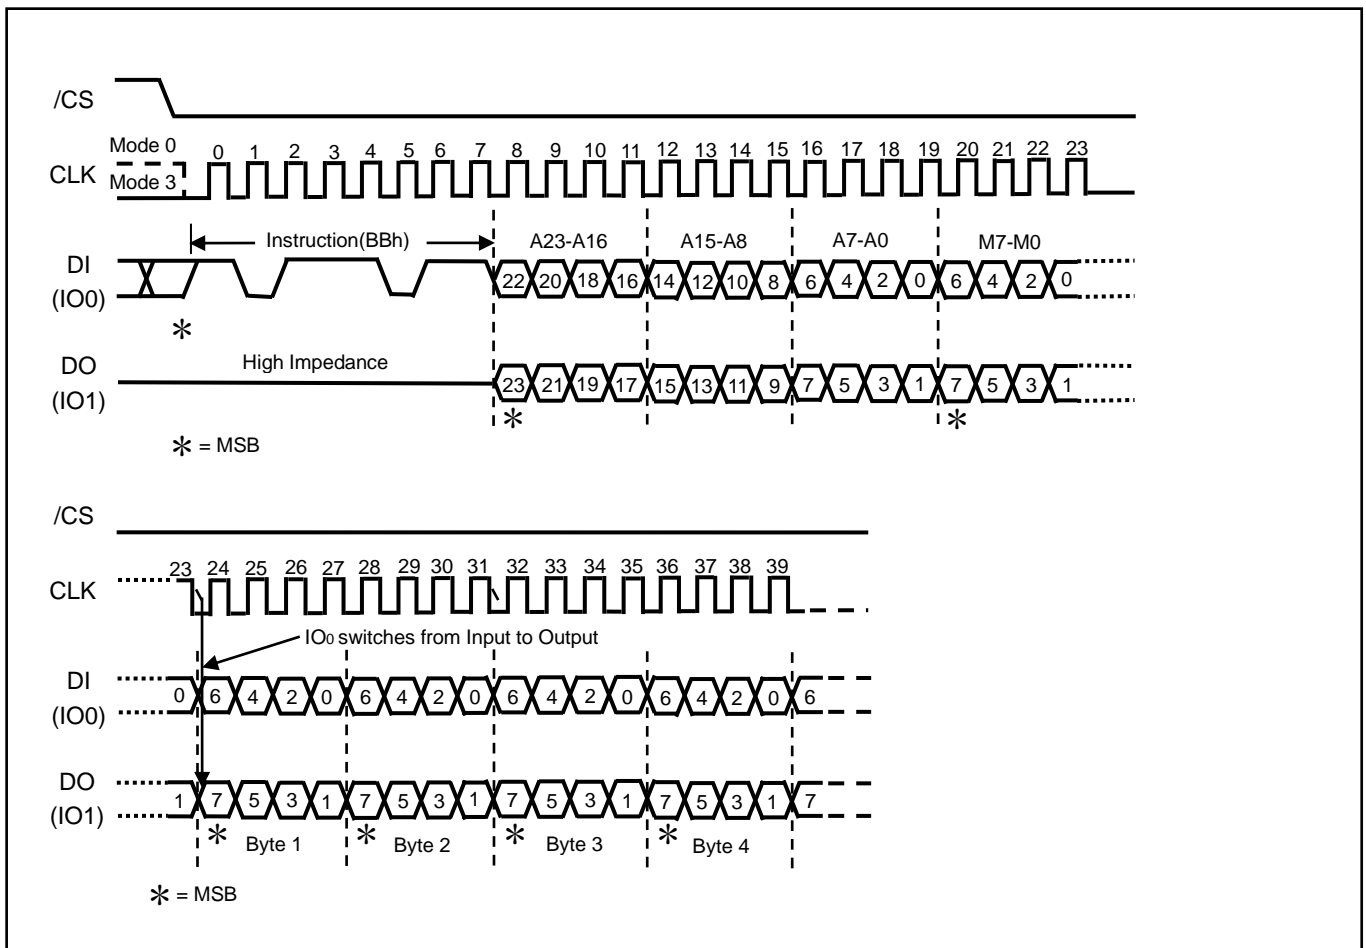 /CS
Mode 0
0 1 2 3 4 5 6 7 8 9 10 11 12 13 14 15 16 17 18 19 20 21 22 23
CLK
Mode 3
Instruction(BBh) A23-A16 A15-A8 A7-A0 M7-M0
DI
(IO0)
22 20 18 16 14 12 10 8 6 4 2 0 6 4 2 0
*
High Impedance
DO
(IO1)
23 21 19 17 15 13 11 9 7 5 3 1 7 5 3 1
* *
* = MSB
/CS
23 24 25 26 27 28 29 30 31 32 33 34 35 36 37 38 39
CLK
IO0 switches from Input to Output
DI
(IO0)
0 6 4 2 0 6 4 2 0 6 4 2 0 6 4 2 0 6
DO
(IO1)
1 7 5 3 1 7 5 3 1 7 5 3 1 7 5 3 1 7
* Byte 1 * Byte 2 * Byte 3 * Byte 4
* = MSB